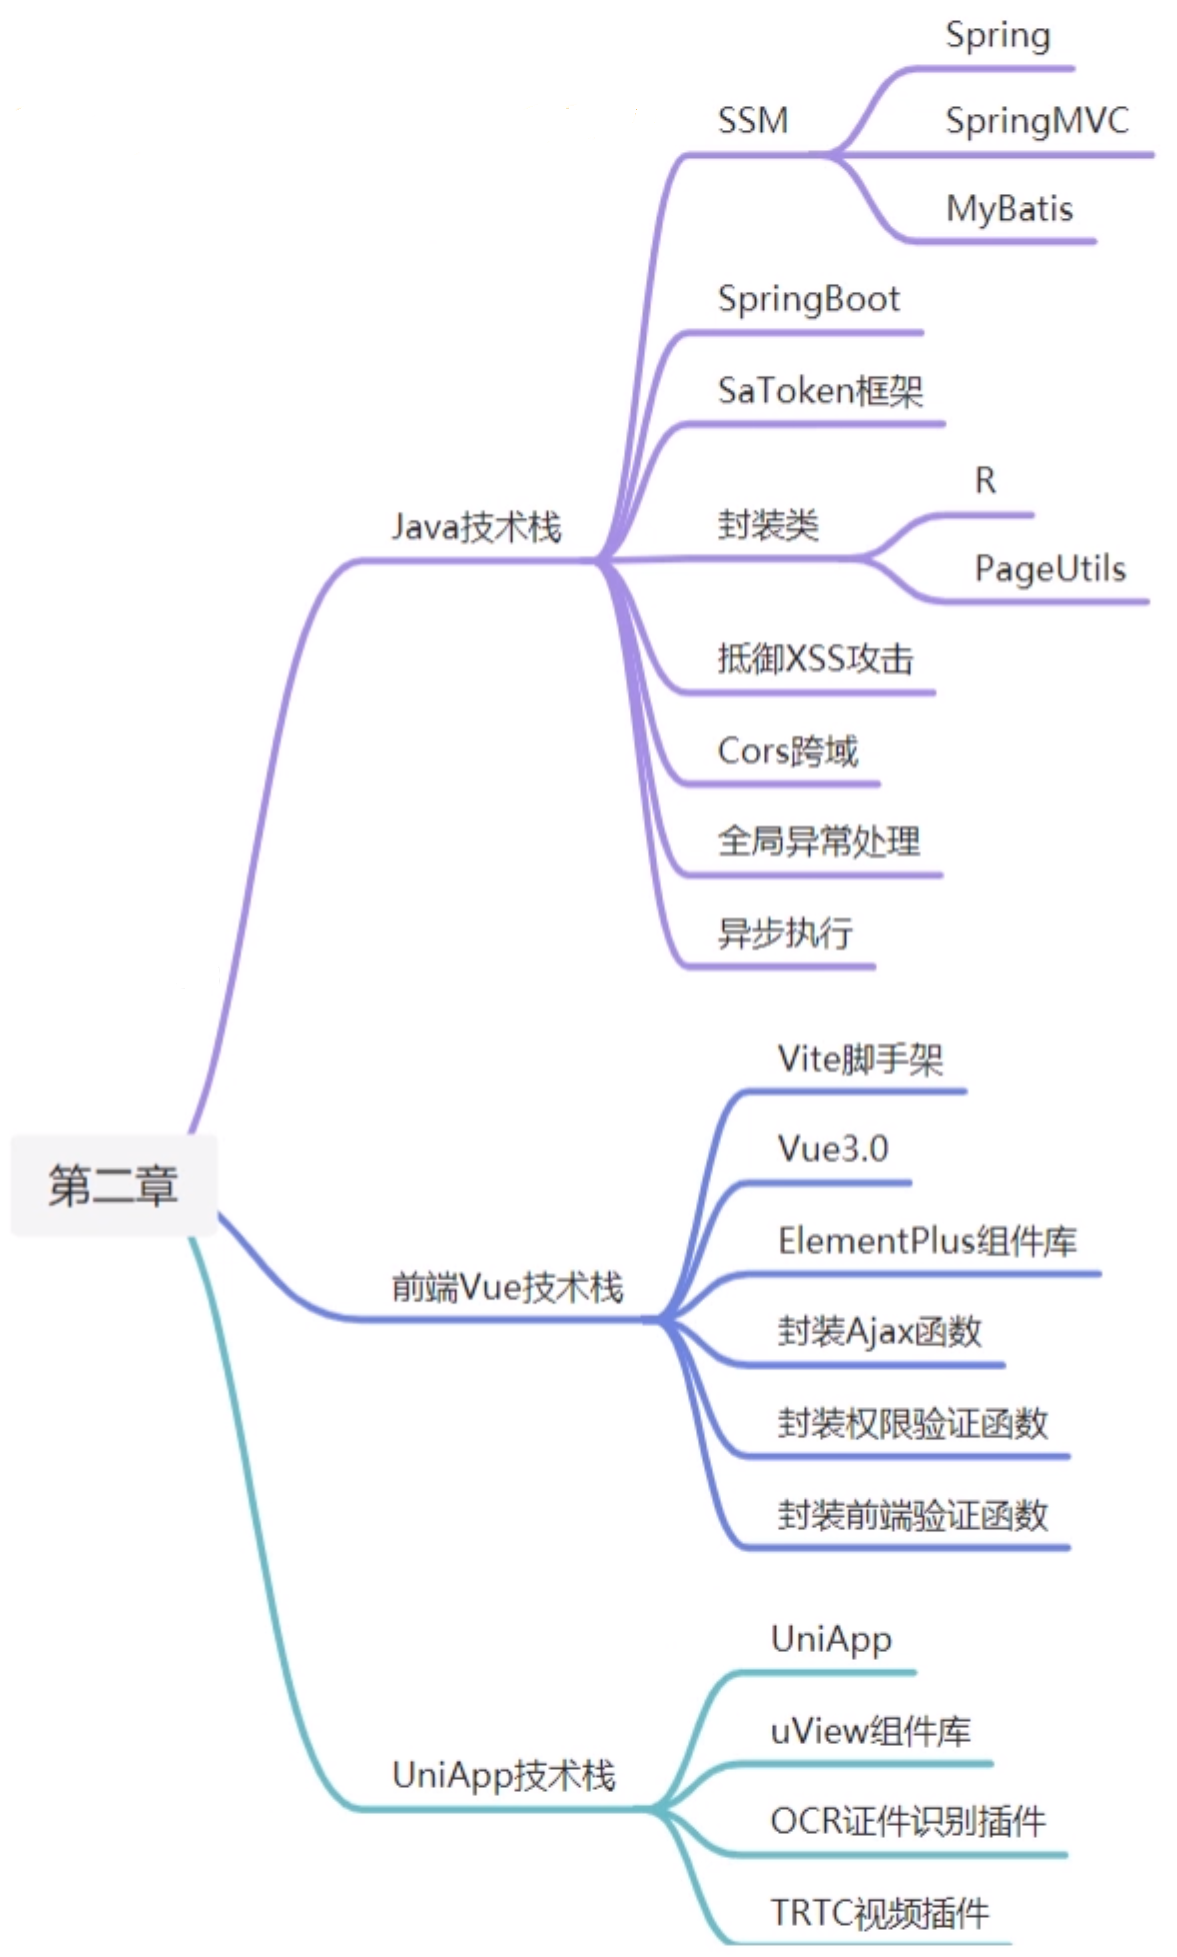 第二章
Java技术栈
SSM
Spring
SpringMVC
MyBatis
SpringBoot
SaToken框架
封装类
R
PageUtils
抵御XSS攻击
Cors跨域
全局异常处理
异步执行
前端Vue技术栈
Vite脚手架
Vue3.0
ElementPlus组件库
封装Ajax函数
封装权限验证函数
封装前端验证函数
UniApp技术栈
UniApp
uView组件库
OCR证件识别插件
TRTC视频插件